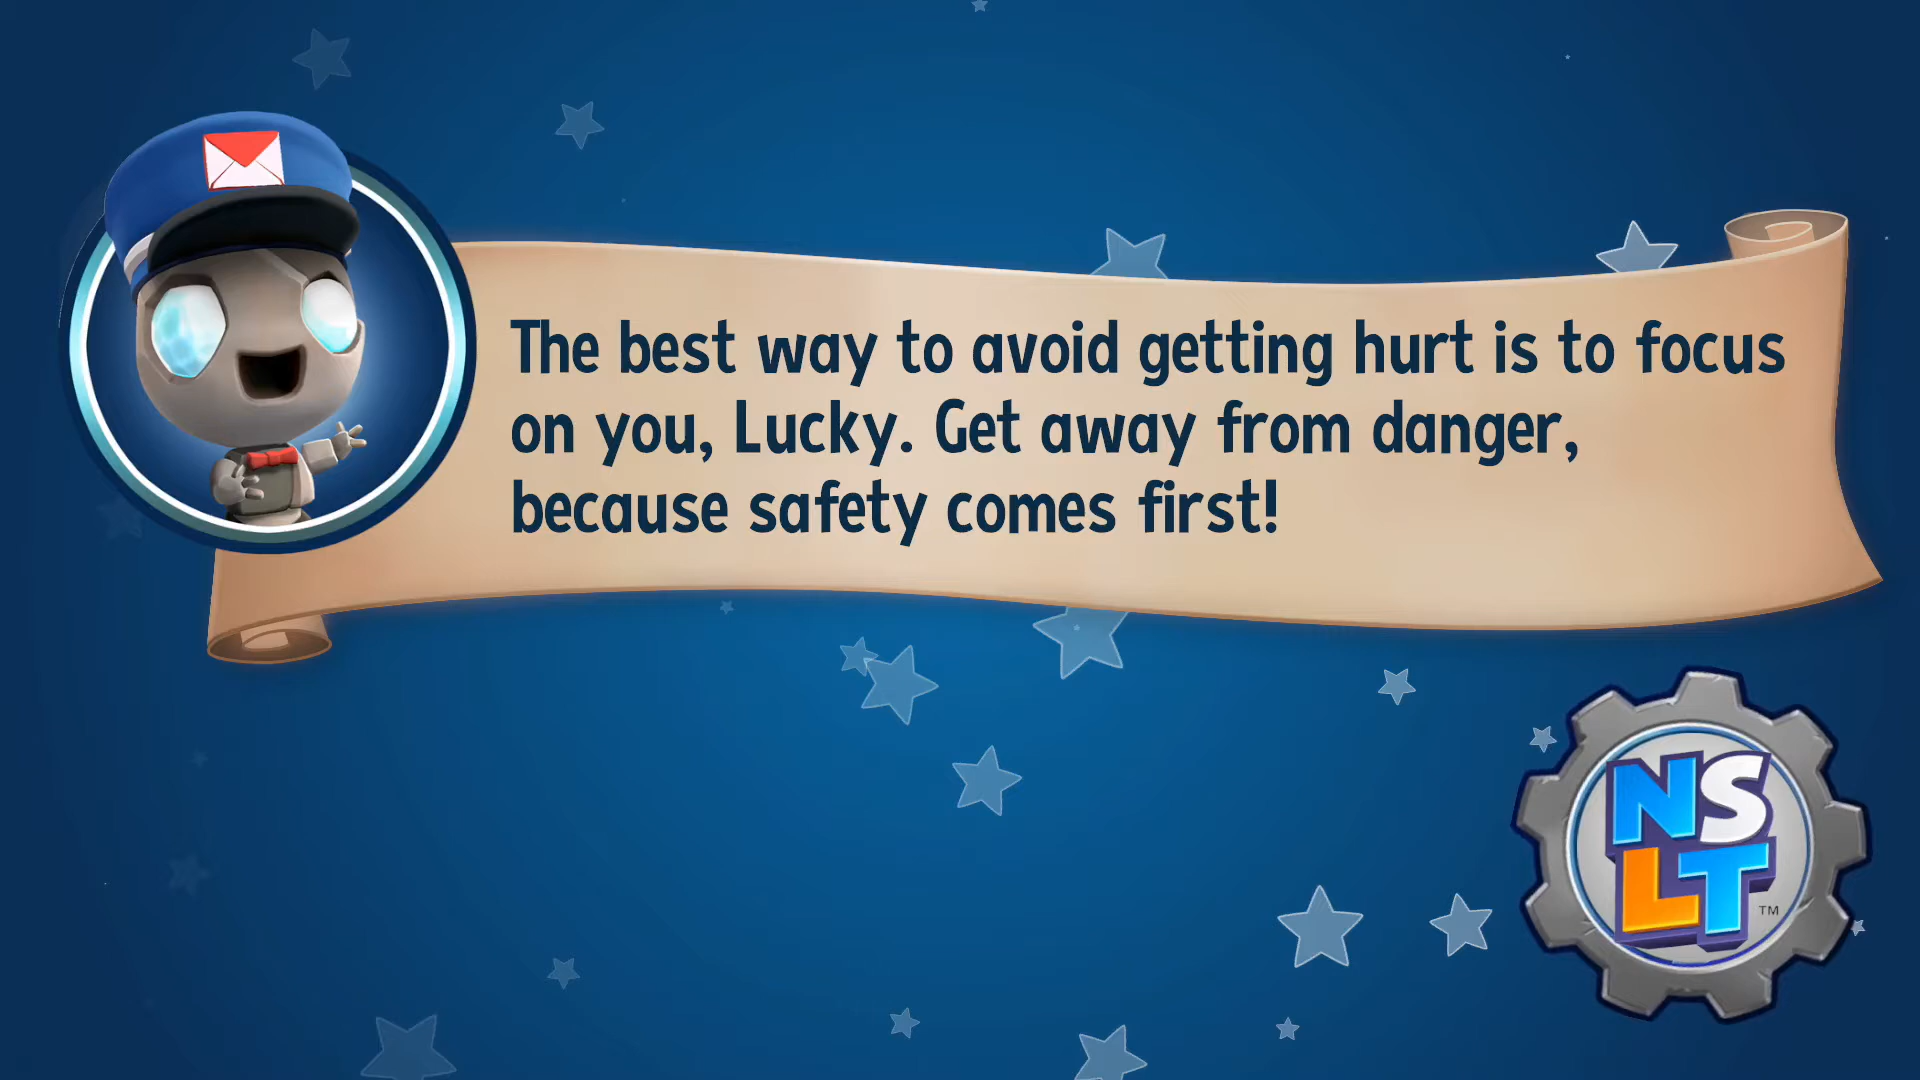 The best way to avoid getting hurt is to focus
on you, Lucky. Get away from danger,
because safety comes first!
NS
LT
TM